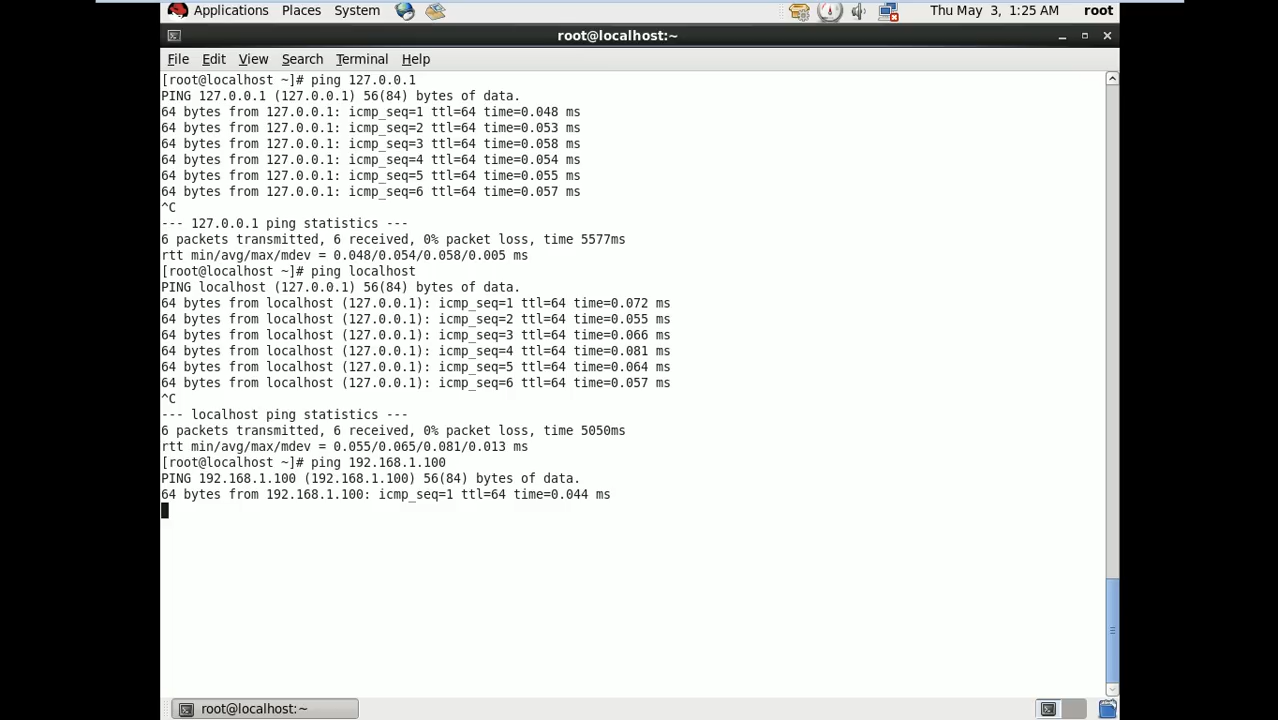 Applications Places System Thu May 3, 1:25 AM root
root@localhost:~
File Edit View Search Terminal Help
[root@localhost ~]# ping 127.0.0.1
PING 127.0.0.1 (127.0.0.1) 56(84) bytes of data.
64 bytes from 127.0.0.1: icmp_seq=1 ttl=64 time=0.048 ms
64 bytes from 127.0.0.1: icmp_seq=2 ttl=64 time=0.053 ms
64 bytes from 127.0.0.1: icmp_seq=3 ttl=64 time=0.058 ms
64 bytes from 127.0.0.1: icmp_seq=4 ttl=64 time=0.054 ms
64 bytes from 127.0.0.1: icmp_seq=5 ttl=64 time=0.055 ms
64 bytes from 127.0.0.1: icmp_seq=6 ttl=64 time=0.057 ms
^C
--- 127.0.0.1 ping statistics ---
6 packets transmitted, 6 received, 0% packet loss, time 5577ms
rtt min/avg/max/mdev = 0.048/0.054/0.058/0.005 ms
[root@localhost ~]# ping localhost
PING localhost (127.0.0.1) 56(84) bytes of data.
64 bytes from localhost (127.0.0.1): icmp_seq=1 ttl=64 time=0.072 ms
64 bytes from localhost (127.0.0.1): icmp_seq=2 ttl=64 time=0.055 ms
64 bytes from localhost (127.0.0.1): icmp_seq=3 ttl=64 time=0.066 ms
64 bytes from localhost (127.0.0.1): icmp_seq=4 ttl=64 time=0.081 ms
64 bytes from localhost (127.0.0.1): icmp_seq=5 ttl=64 time=0.064 ms
64 bytes from localhost (127.0.0.1): icmp_seq=6 ttl=64 time=0.057 ms
^C
--- localhost ping statistics ---
6 packets transmitted, 6 received, 0% packet loss, time 5050ms
rtt min/avg/max/mdev = 0.055/0.065/0.081/0.013 ms
[root@localhost ~]# ping 192.168.1.100
PING 192.168.1.100 (192.168.1.100) 56(84) bytes of data.
64 bytes from 192.168.1.100: icmp_seq=1 ttl=64 time=0.044 ms
root@localhost:~